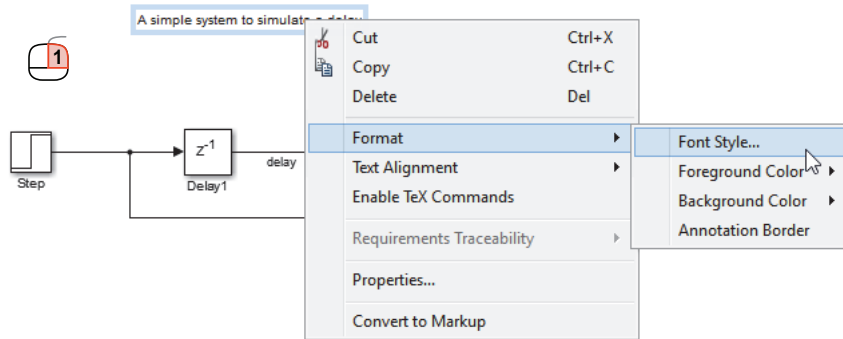 A simple system to simulate a delay
1
Cut Ctrl+X
Copy Ctrl+C
Delete Del
Format
Text Alignment
Enable TeX Commands
Requirements Traceability
Properties...
Convert to Markup
Font Style...
Foreground Color
Background Color
Annotation Border
z-1
delay
Step
Delay1